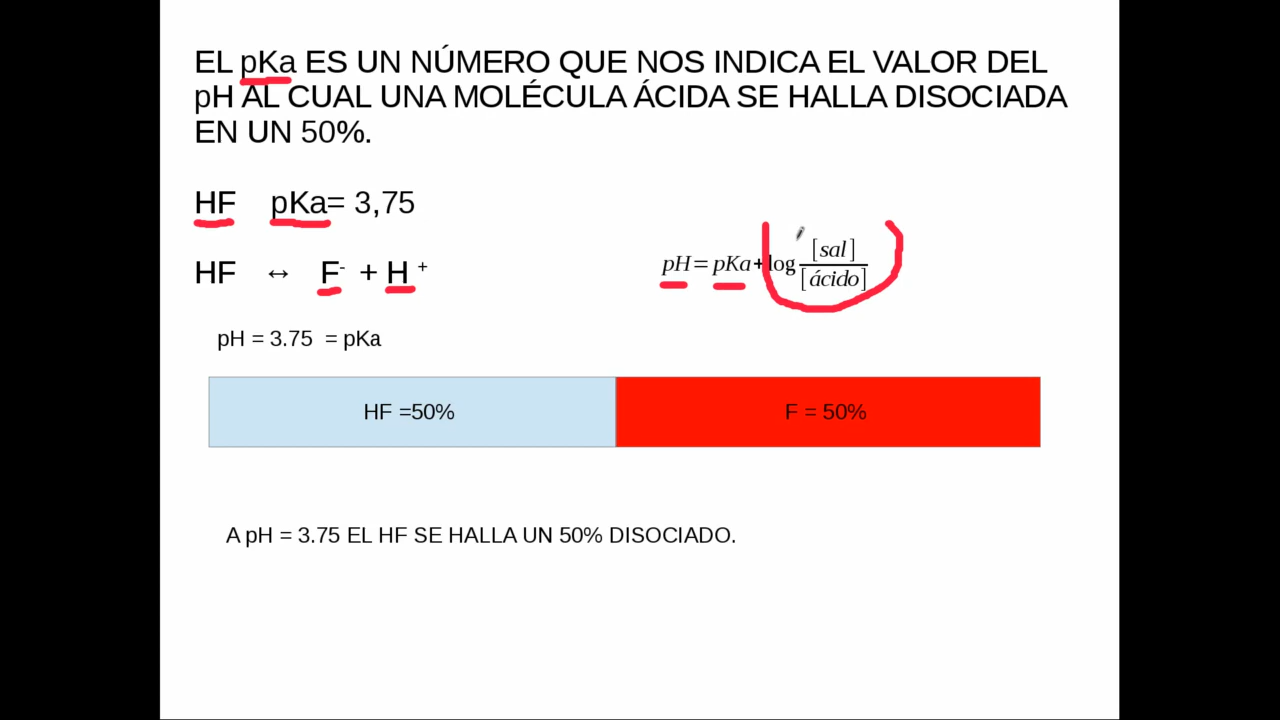 EL pKa ES UN NÚMERO QUE NOS INDICA EL VALOR DEL
pH AL CUAL UNA MOLÉCULA ÁCIDA SE HALLA DISOCIADA
EN UN 50%.
HF pKa= 3,75
HF ↔ F⁻ + H ⁺
pH = pKa + log [sal] / [ácido]
pH = 3.75 = pKa
HF =50%
F = 50%
A pH = 3.75 EL HF SE HALLA UN 50% DISOCIADO.